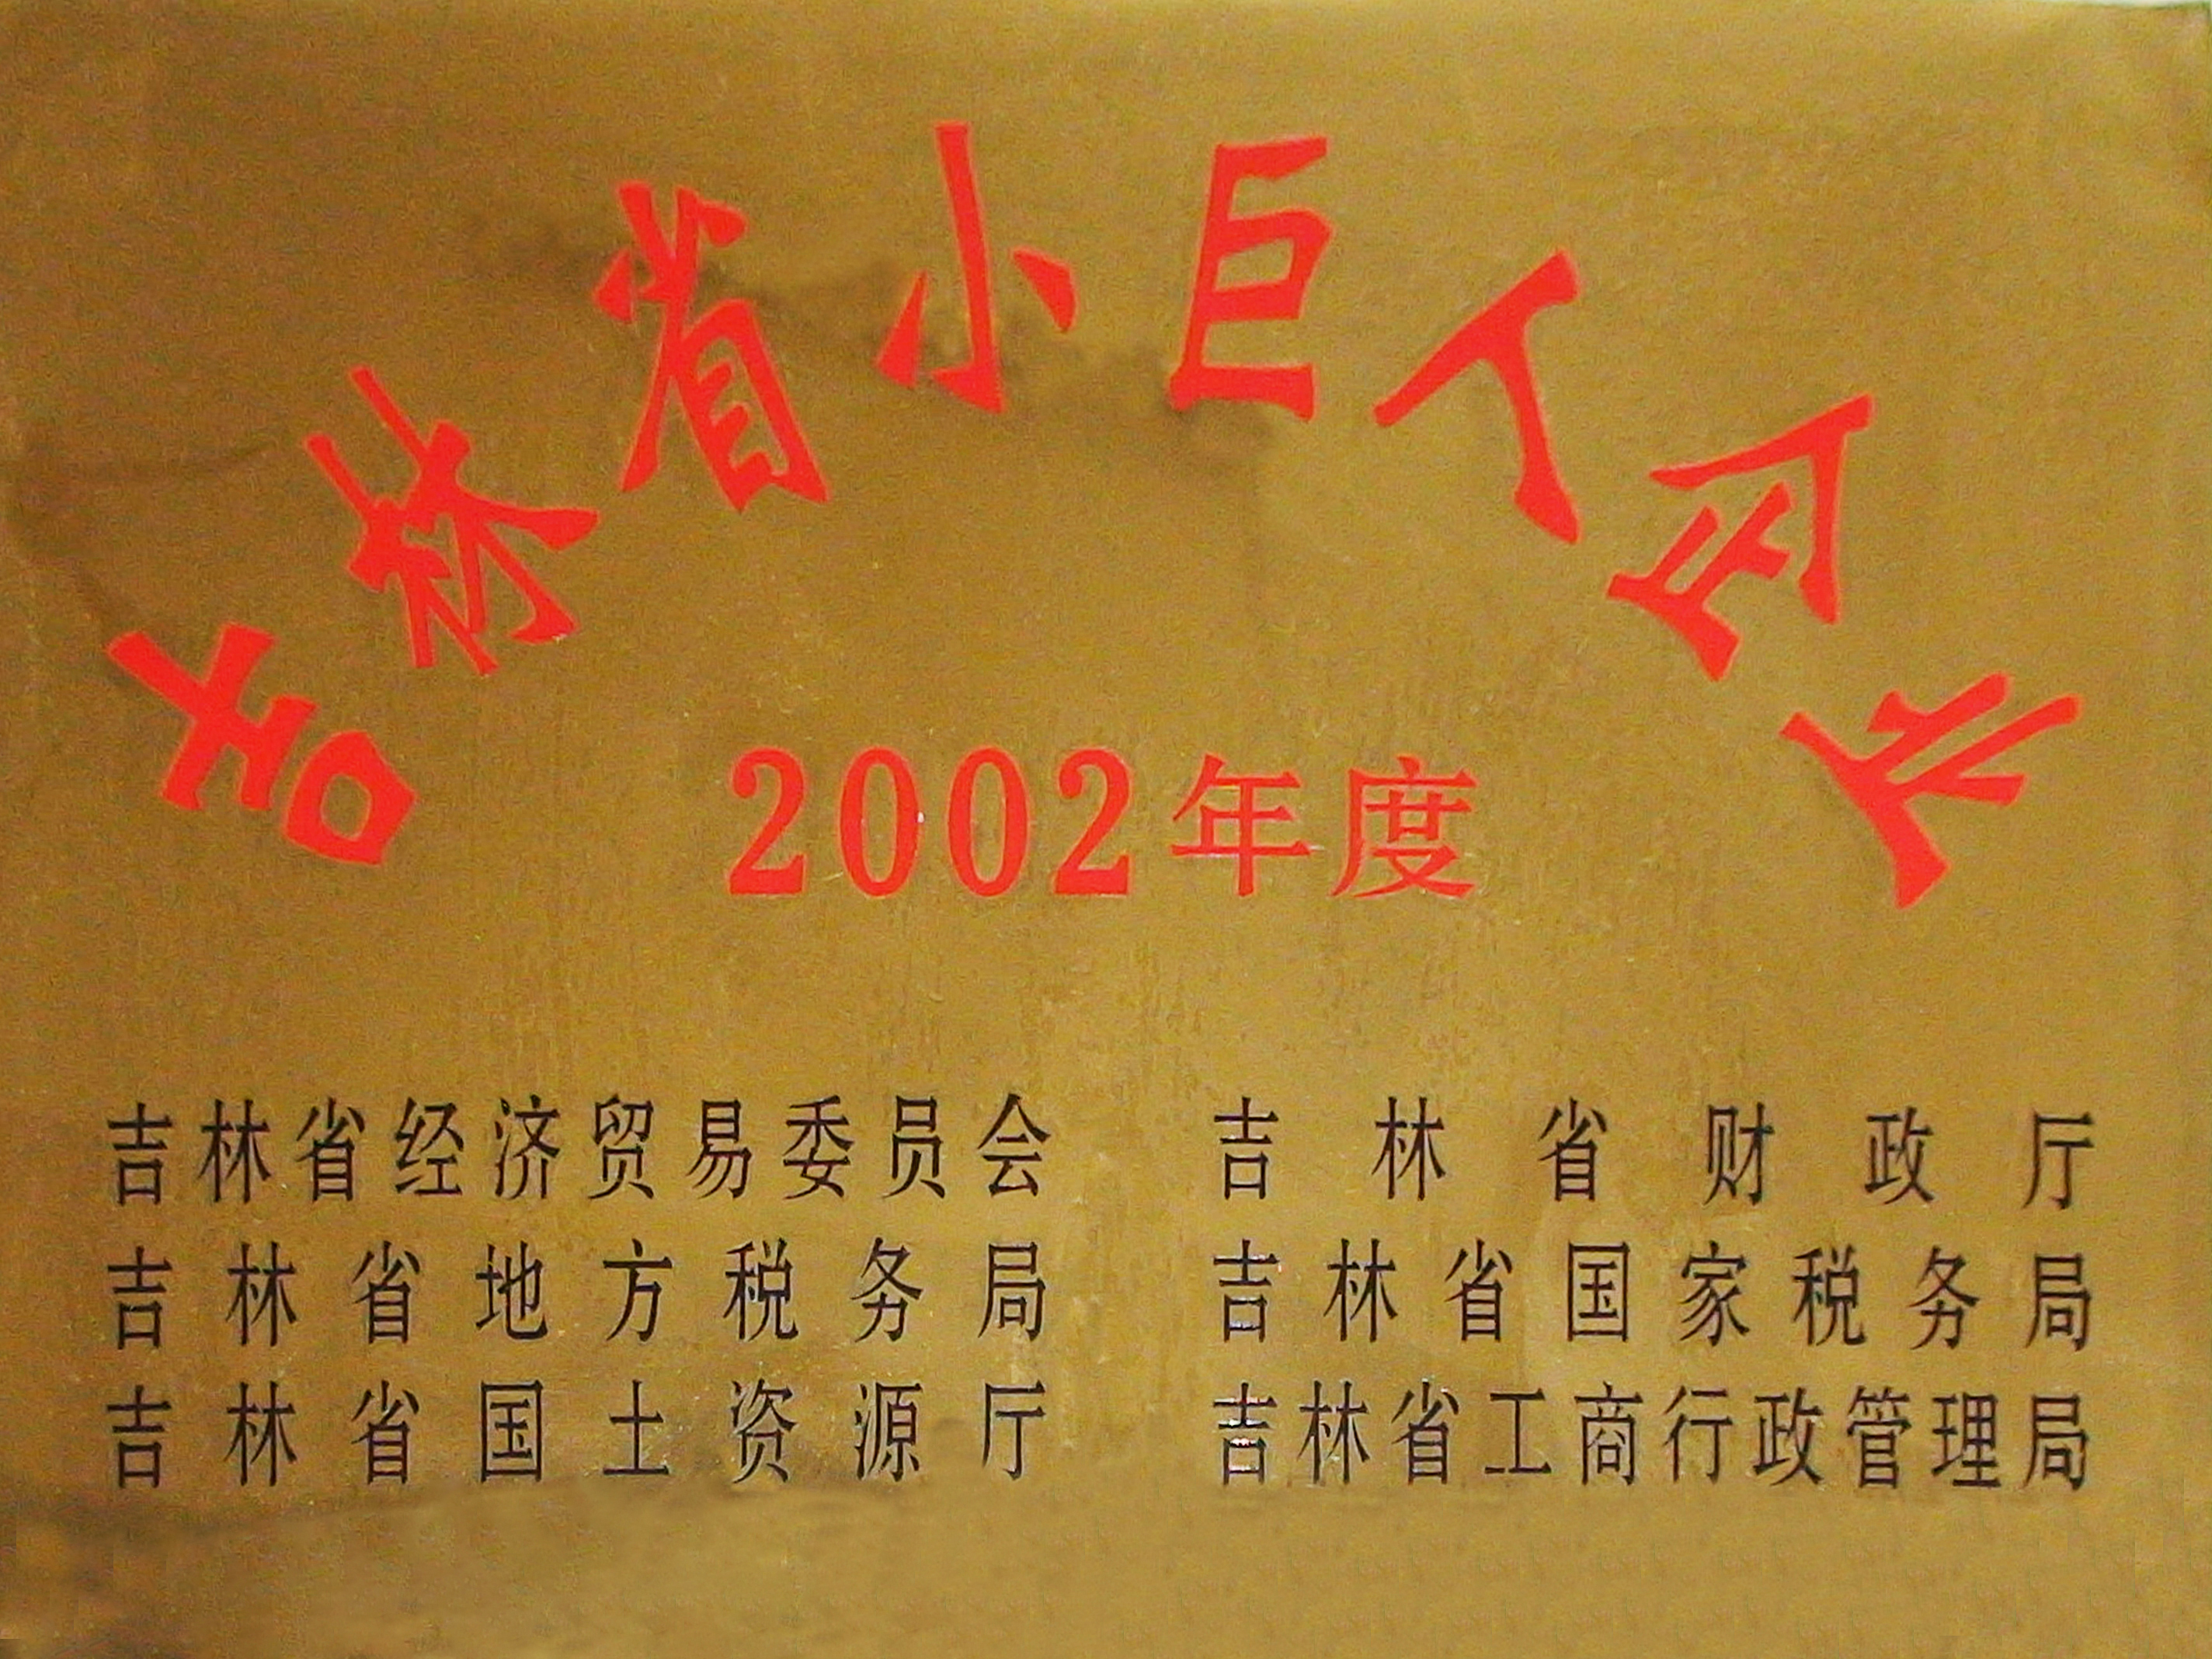 吉林省小巨人企业
2002年度
吉林省经济贸易委员会 吉林省财政厅
吉林省地方税务局 吉林省国家税务局
吉林省国土资源厅 吉林省工商行政管理局